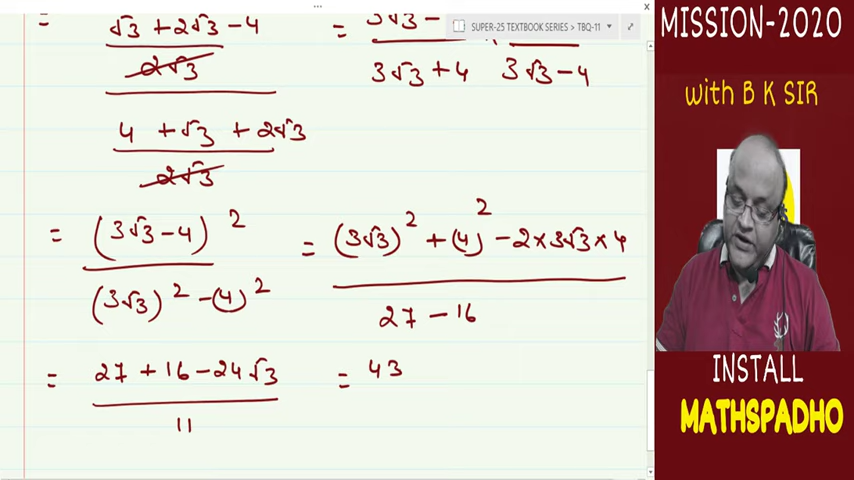 = √3 + 2√3 - 4
2√3
4 + √3 + 2√3
2√3
= 3√3 -
3√3 + 4 3√3 - 4
= (3√3 - 4)²
(3√3)² - (4)²
= (3√3)² + (4)² - 2 × 3√3 × 4
27 - 16
= 27 + 16 - 24√3
11
= 43
SUPER-25 TEXTBOOK SERIES > TBQ-11
MISSION-2020
with B K SIR
INSTALL
MATHSPADHO